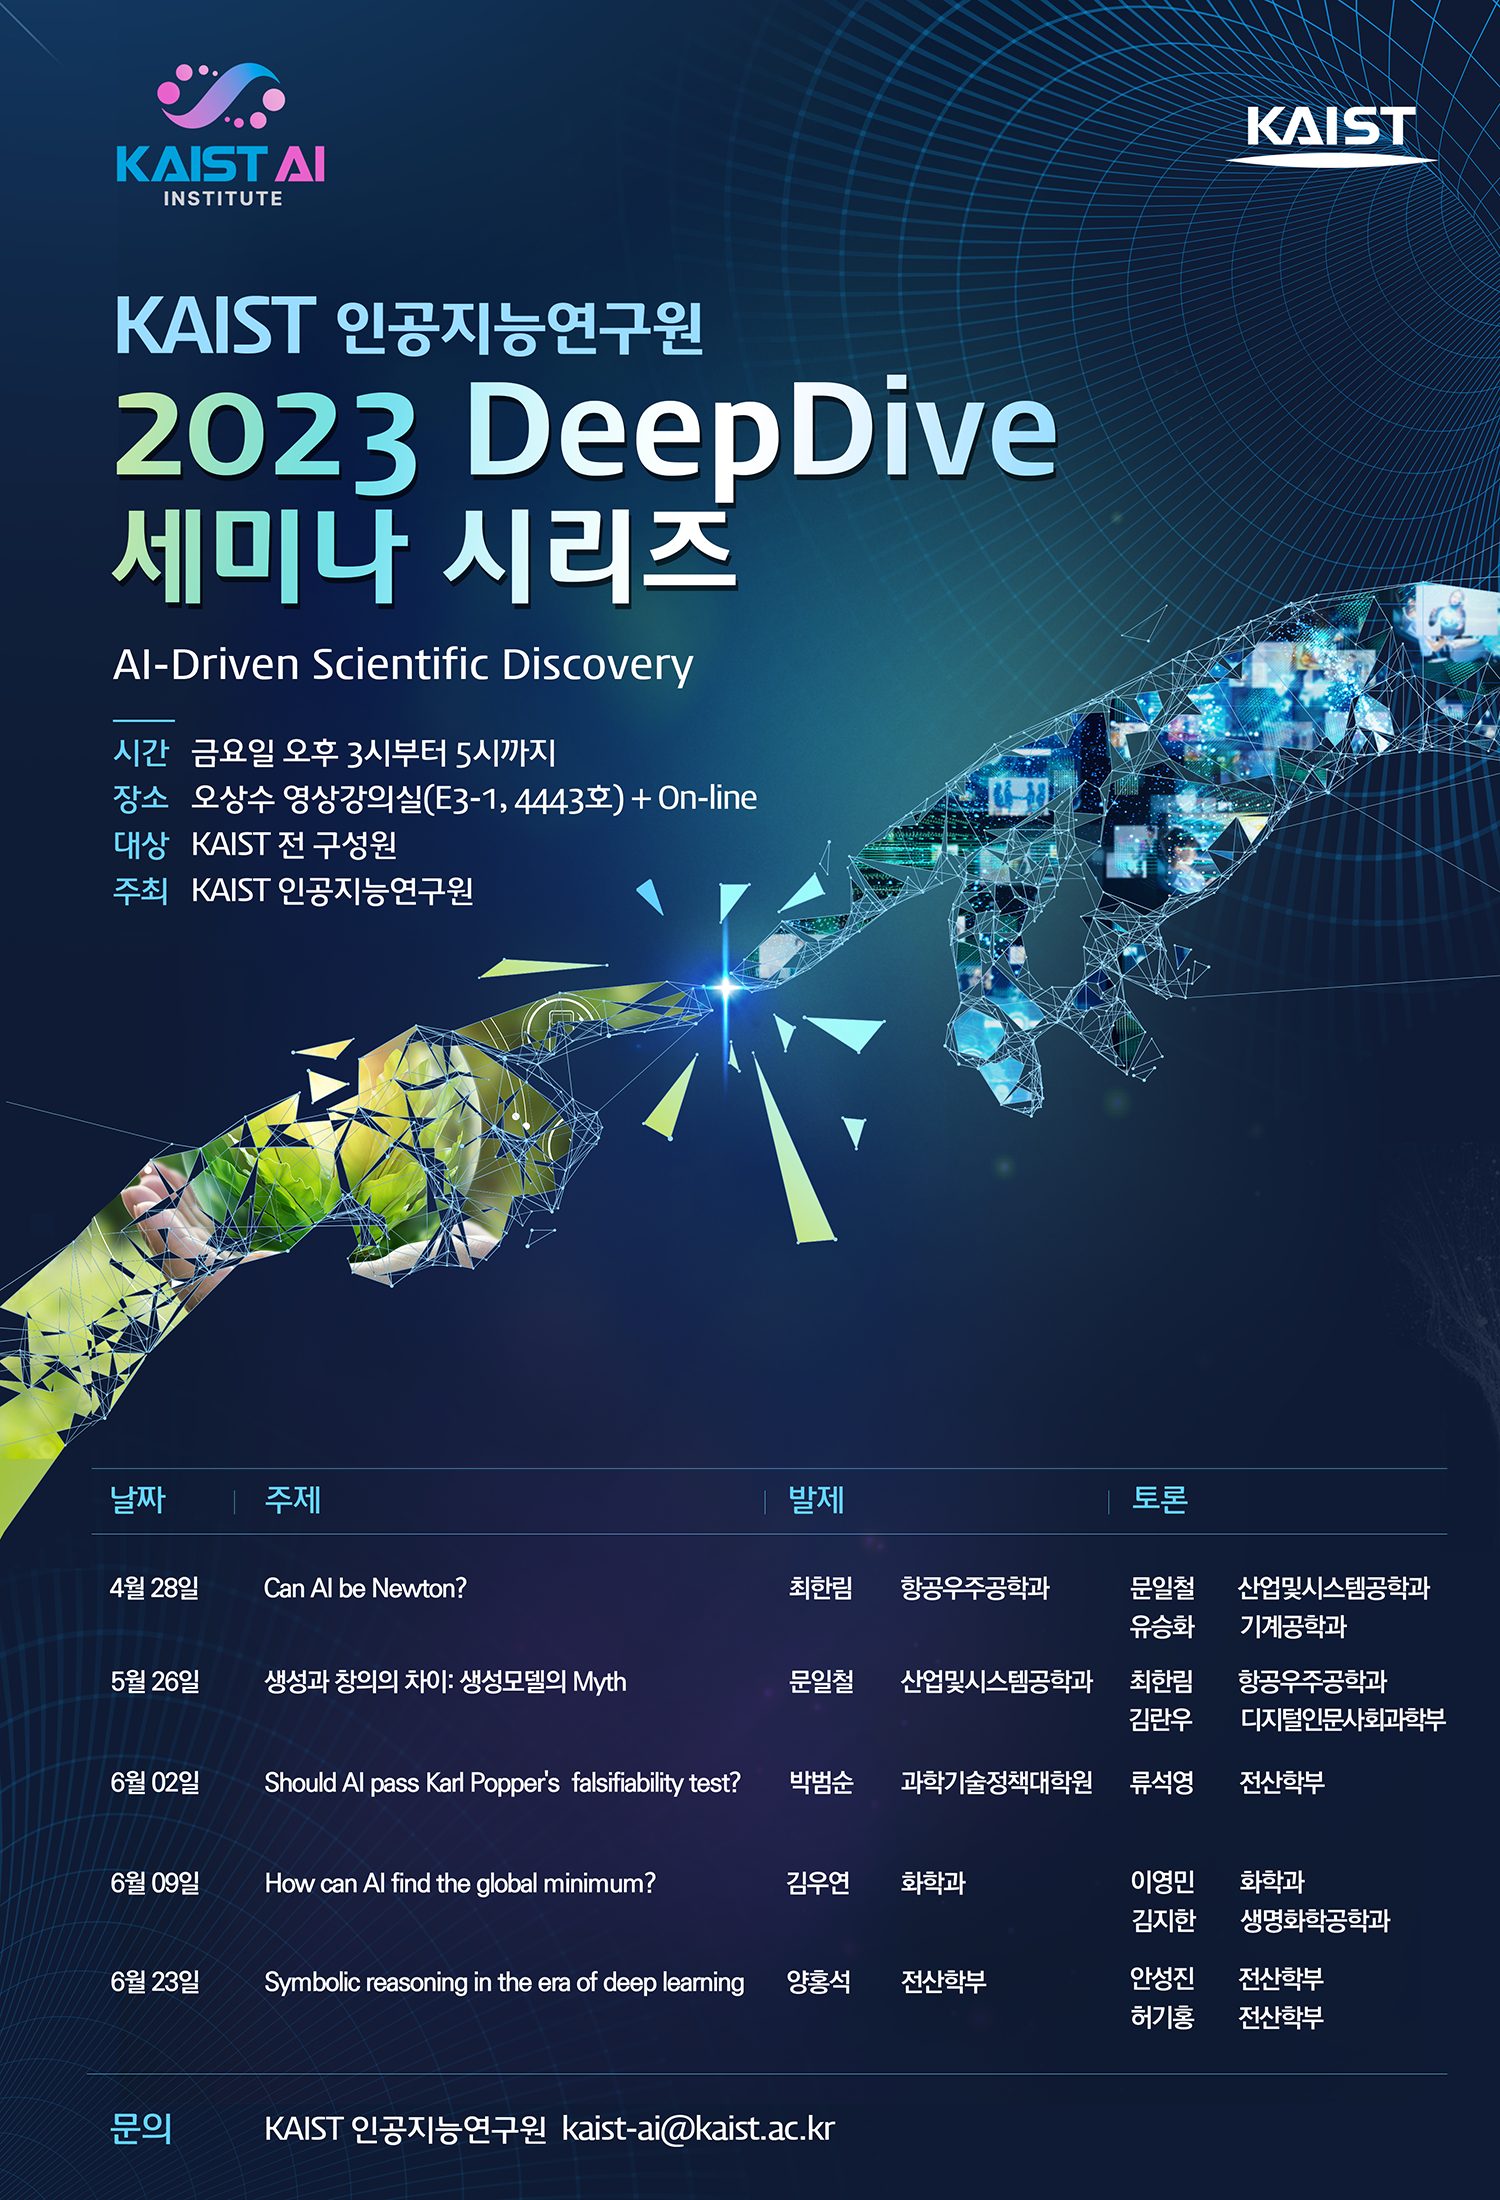 KAIST AI
INSTITUTE
KAIST
KAIST 인공지능연구원
2023 DeepDive
세미나 시리즈
AI-Driven Scientific Discovery
시간 금요일 오후 3시부터 5시까지
장소 오상수 영상강의실(E3-1, 4443호) + On-line
대상 KAIST 전 구성원
주최 KAIST 인공지능연구원
날짜 주제 발제 토론
4월 28일 Can AI be Newton? 최한림 항공우주공학과 문일철 산업및시스템공학과
유승화 기계공학과
5월 26일 생성과 창의의 차이: 생성모델의 Myth 문일철 산업및시스템공학과 최한림 항공우주공학과
김란우 디지털인문사회과학부
6월 02일 Should AI pass Karl Popper's falsifiability test? 박범순 과학기술정책대학원 류석영 전산학부
6월 09일 How can AI find the global minimum? 김우연 화학과 이영민 화학과
김지한 생명화학공학과
6월 23일 Symbolic reasoning in the era of deep learning 양홍석 전산학부 안성진 전산학부
허기홍 전산학부
문의 KAIST 인공지능연구원 kaist-ai@kaist.ac.kr